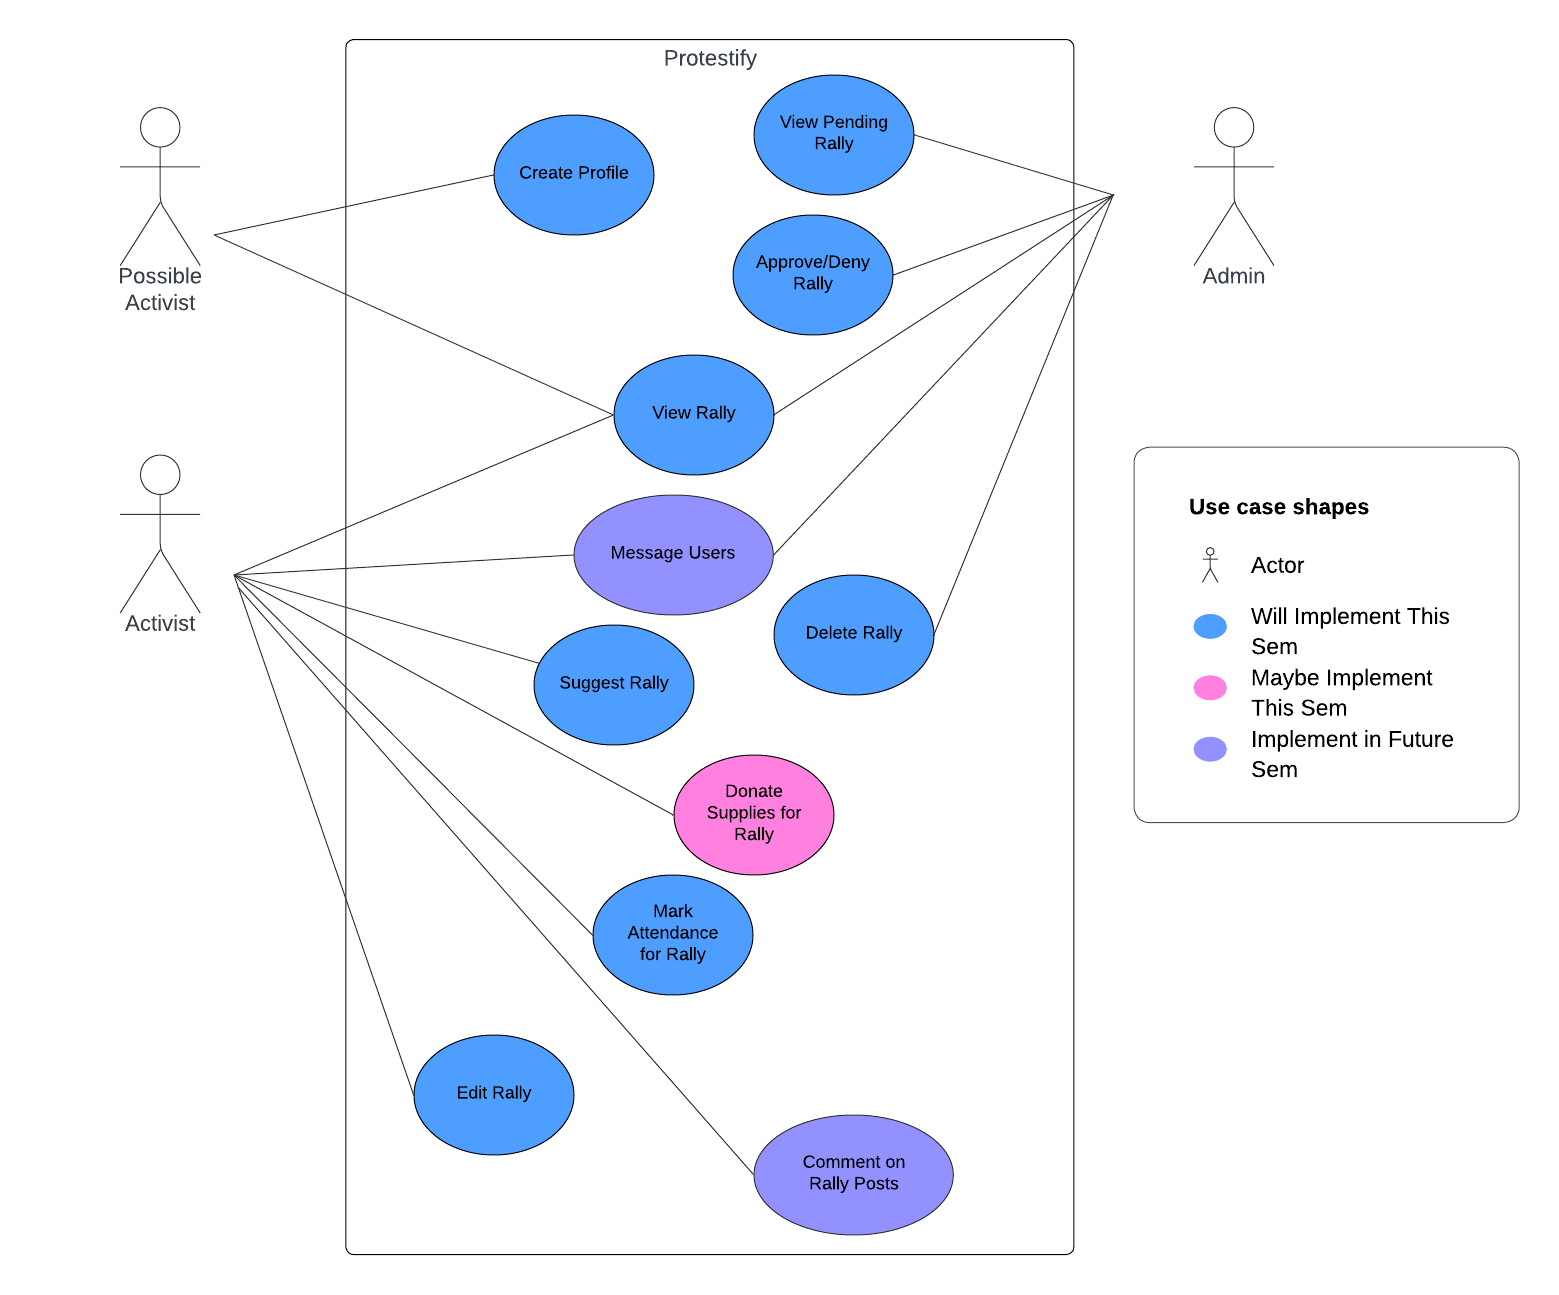 Protestify
View Pending
Rally
Create Profile
Approve/Deny
Rally
Possible
Activist
Admin
View Rally
Message Users
Activist
Delete Rally
Suggest Rally
Donate
Supplies for
Rally
Mark
Attendance
for Rally
Edit Rally
Comment on
Rally Posts
Use case shapes
Actor
Will Implement This
Sem
Maybe Implement
This Sem
Implement in Future
Sem